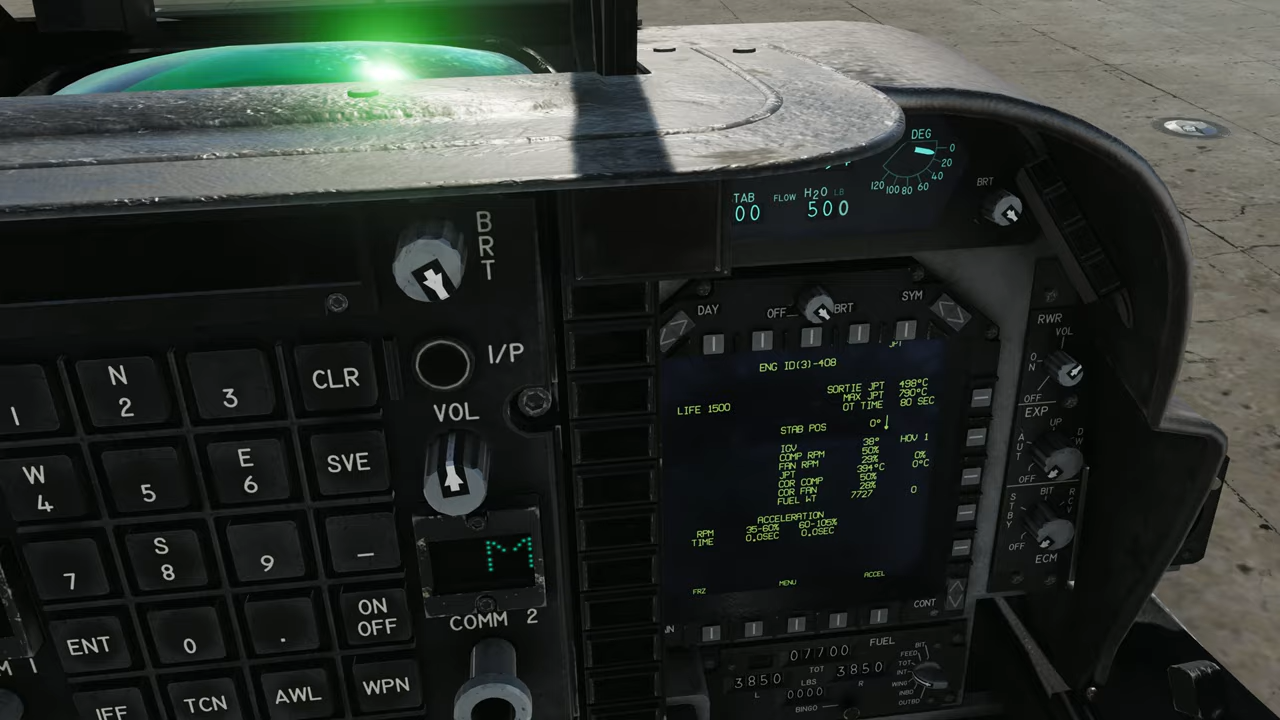 DEG
0
20
40
60
80
100
120
TAB
00
FLOW
H2O LB
500
BRT
BRT
I/P
VOL
M
COMM 2
N
2
3
CLR
W
4
5
E
6
SVE
7
S
8
9
–
ENT
0
.
ON
OFF
IFF
TCN
AWL
WPN
DAY
OFF
BRT
SYM
JPT
ENG ID(3)-408
SORTIE JPT 498°C
MAX JPT 790°C
OT TIME 80 SEC
LIFE 1500
STAB POS 0°↓
HOV 1
IGV 38°
COMP RPM 50% 0%
FAN RPM 29% 0°C
JPT 394°C
COR COMP 50%
COR FAN 28%
FUEL WT 7727 0
ACCELERATION
RPM 35-60% 60-105%
TIME 0.0SEC 0.0SEC
FRZ
MENU
ACCEL
CONT
RWR
VOL
ON
OFF
EXP
UP
AUT
OFF
BIT
STBY
RCV
OFF
ECM
FUEL
07700
TOT
3850
3850
L
LBS
R
0000
BINGO
BIT
FEED
TOT
INT
WING
INBD
OUTBD